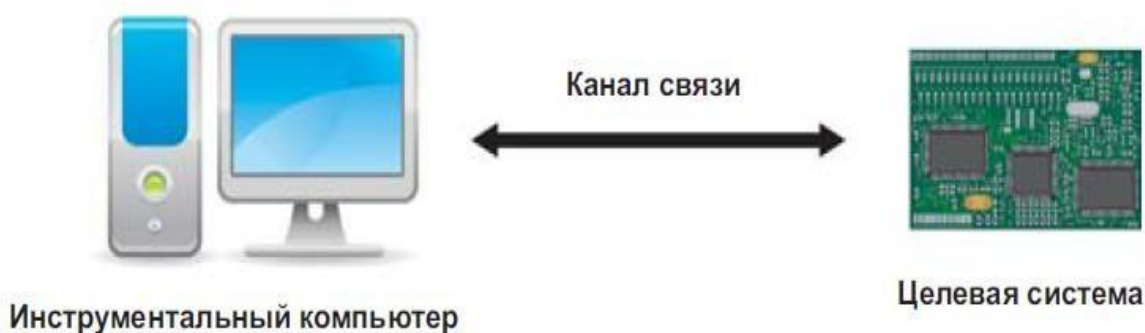 Канал связи
Целевая система
Инструментальный компьютер